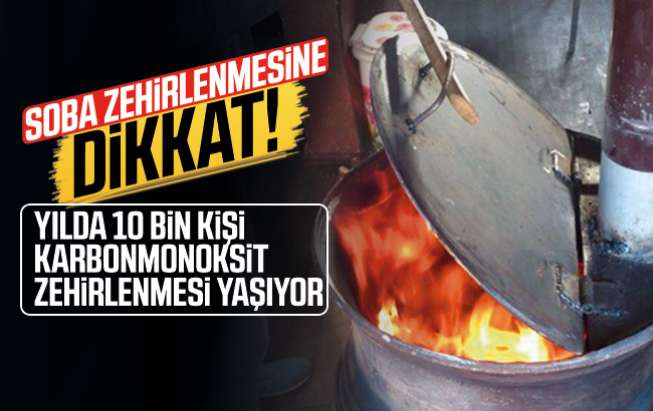 SOBA ZEHİRLENMESİNE
DİKKAT!
YILDA 10 BİN KİŞİ
KARBONMONOKSİT
ZEHİRLENMESİ YAŞIYOR